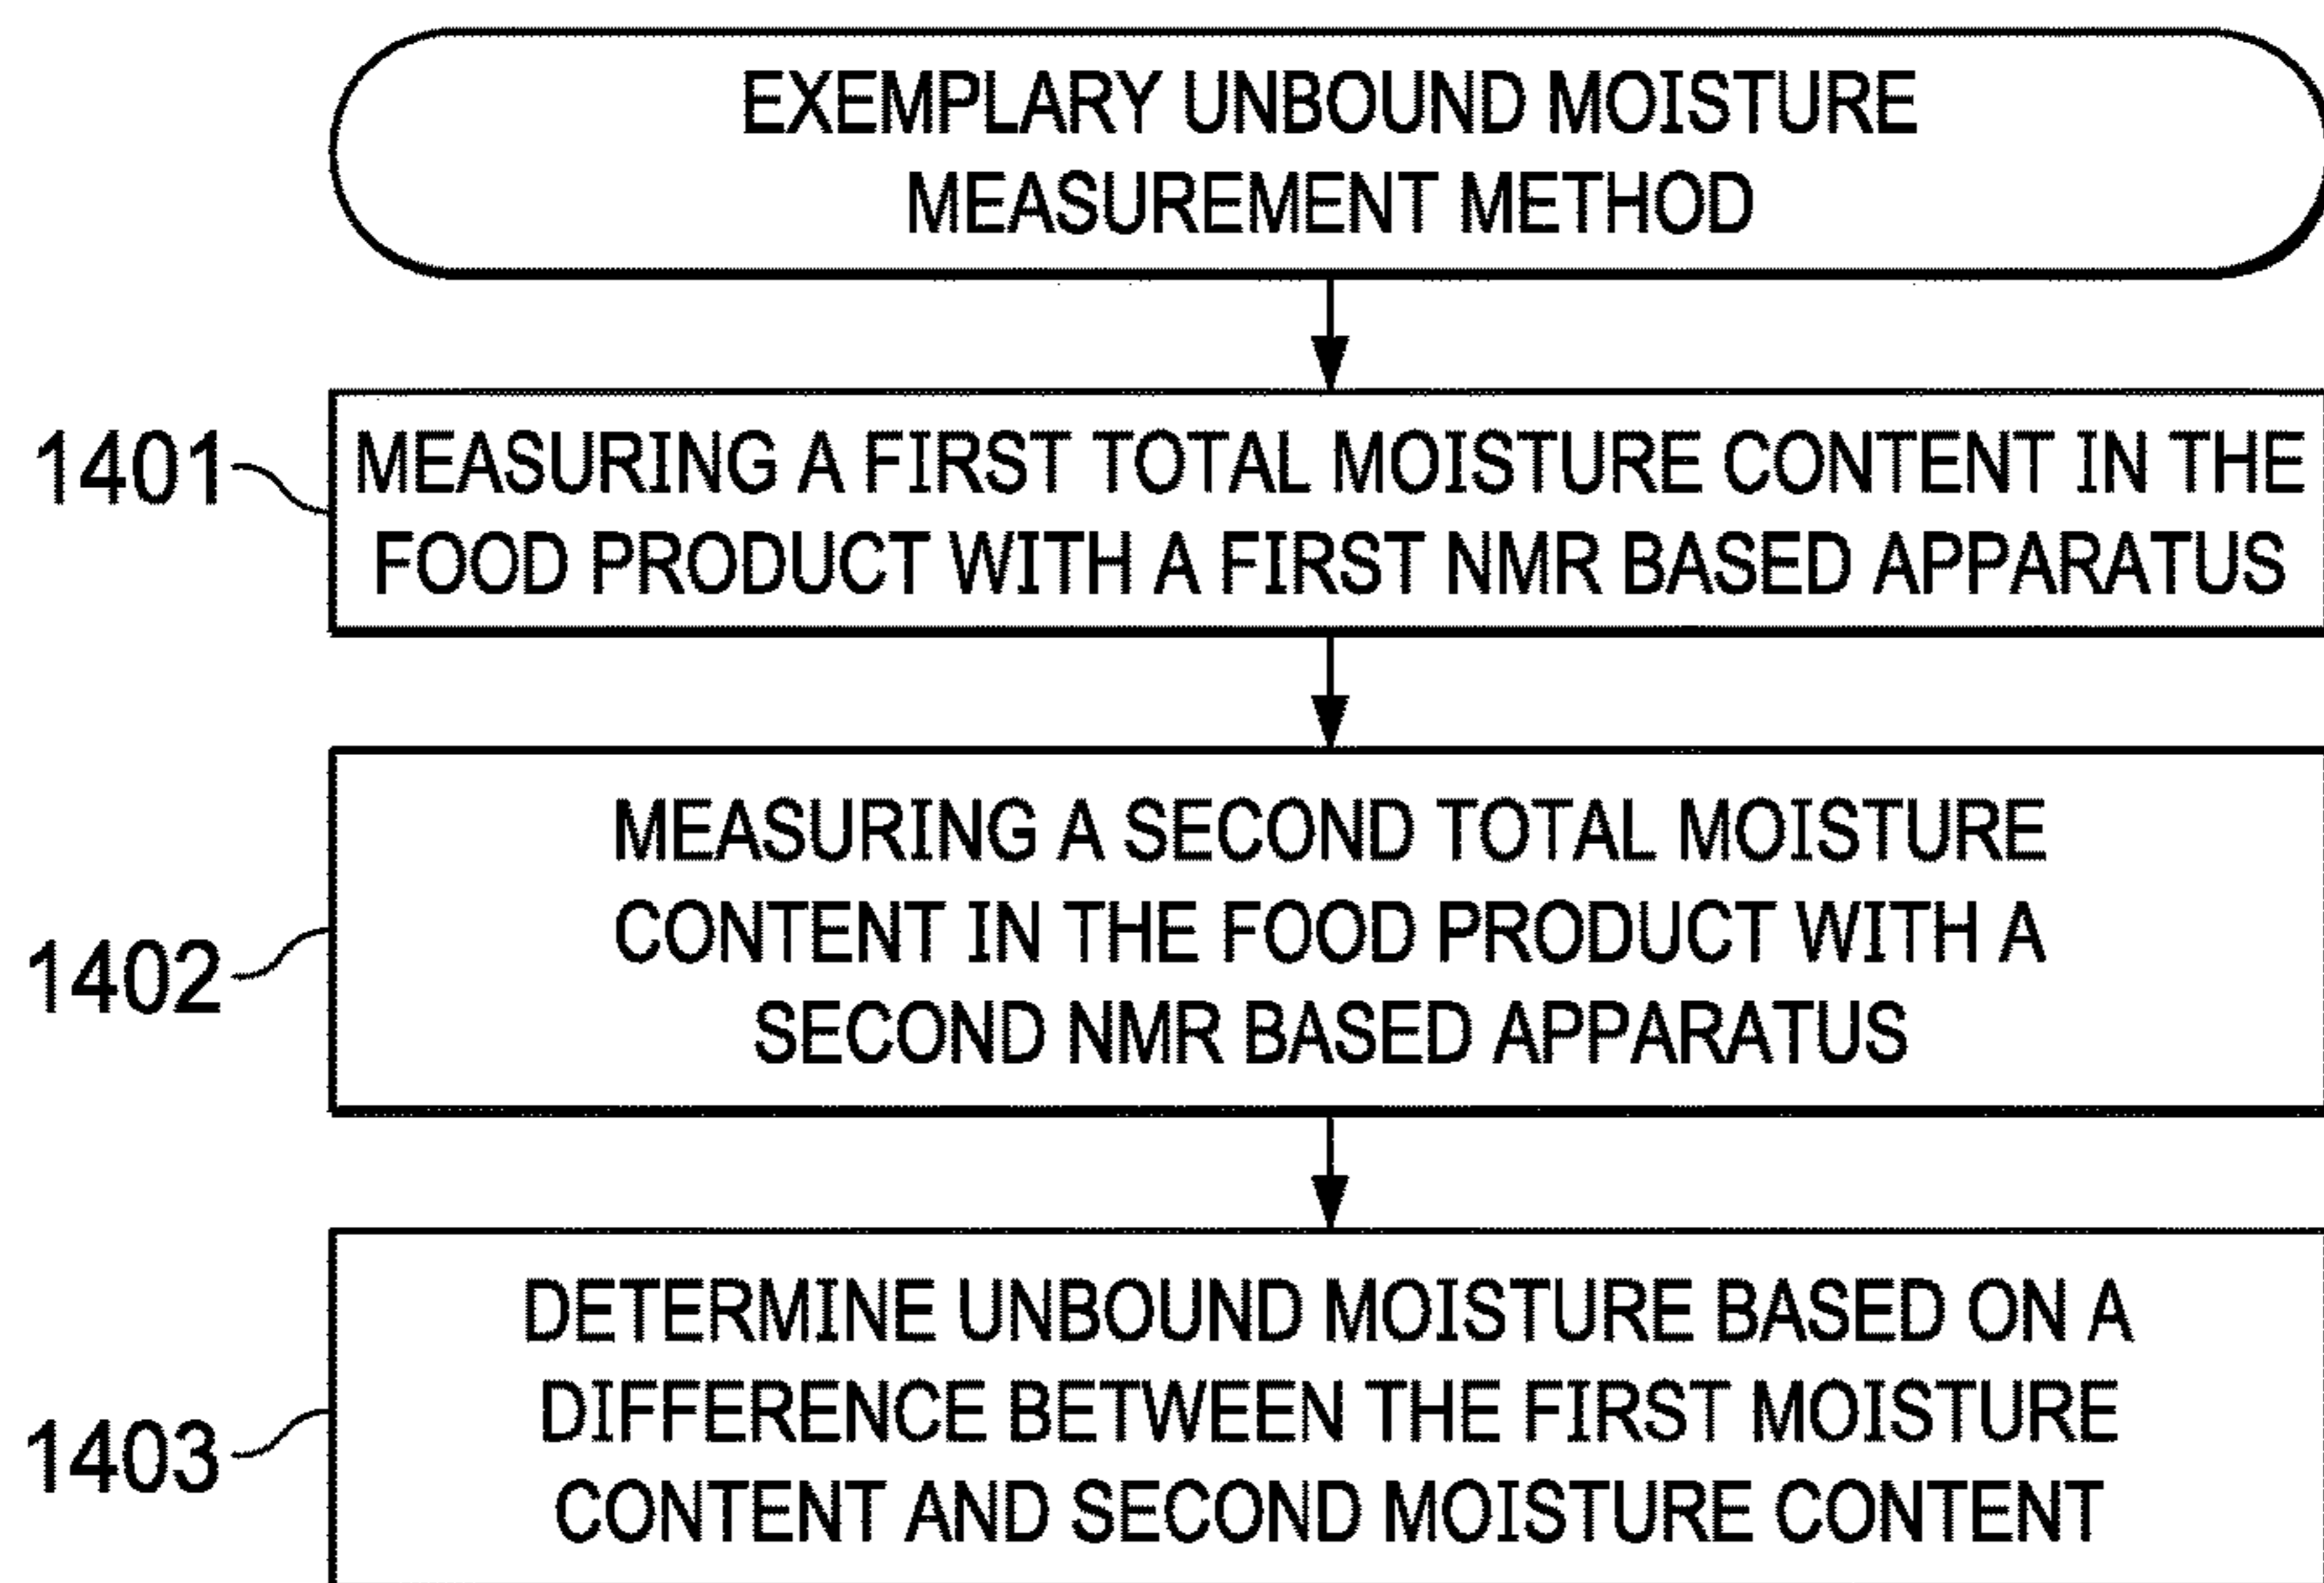 EXEMPLARY UNBOUND MOISTURE
MEASUREMENT METHOD
1401
MEASURING A FIRST TOTAL MOISTURE CONTENT IN THE
FOOD PRODUCT WITH A FIRST NMR BASED APPARATUS
1402
MEASURING A SECOND TOTAL MOISTURE
CONTENT IN THE FOOD PRODUCT WITH A
SECOND NMR BASED APPARATUS
1403
DETERMINE UNBOUND MOISTURE BASED ON A
DIFFERENCE BETWEEN THE FIRST MOISTURE
CONTENT AND SECOND MOISTURE CONTENT